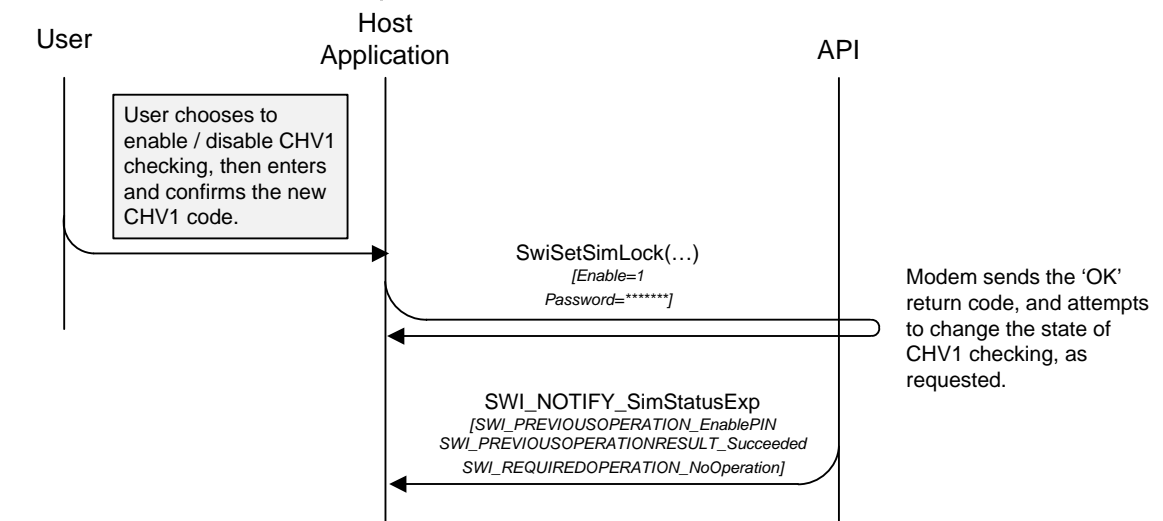 User
Host
Application
API
User chooses to
enable / disable CHV1
checking, then enters
and confirms the new
CHV1 code.
SwiSetSimLock(…)
[Enable=1
Password=*******]
Modem sends the ‘OK’
return code, and attempts
to change the state of
CHV1 checking, as
requested.
SWI_NOTIFY_SimStatusExp
[SWI_PREVIOUSOPERATION_EnablePIN
SWI_PREVIOUSOPERATIONRESULT_Succeeded
SWI_REQUIREDOPERATION_NoOperation]